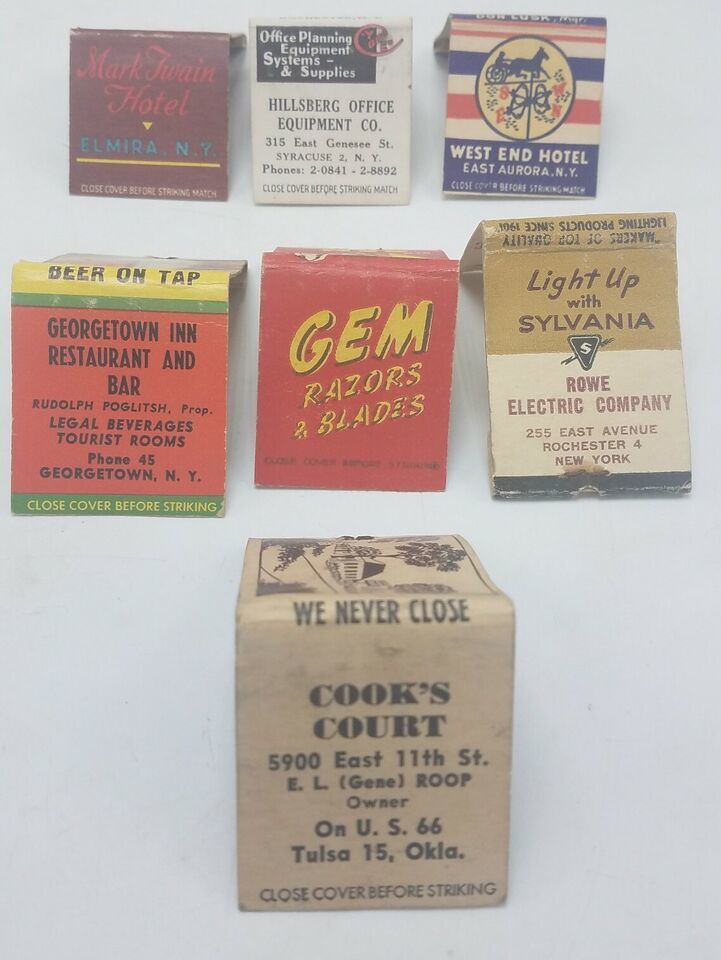 Mark Twain
Hotel
ELMIRA, N.Y.
CLOSE COVER BEFORE STRIKING MATCH
Office Planning
Equipment
Systems -
& Supplies
HILLSBERG OFFICE
EQUIPMENT CO.
315 East Genesee St.
SYRACUSE 2, N. Y.
Phones: 2-0841 - 2-8892
CLOSE COVER BEFORE STRIKING MATCH
DON LUSK, Mgr.
WEST END HOTEL
EAST AURORA, N.Y.
CLOSE COVER BEFORE STRIKING MATCH
BEER ON TAP
GEORGETOWN INN
RESTAURANT AND
BAR
RUDOLPH POGLITSH, Prop.
LEGAL BEVERAGES
TOURIST ROOMS
Phone 45
GEORGETOWN, N. Y.
CLOSE COVER BEFORE STRIKING
GEM
RAZORS
& BLADES
CLOSE COVER BEFORE STRIKING
"MAKERS OF TOP QUALITY
LIGHTING PRODUCTS SINCE 1901"
Light Up
with
SYLVANIA
S
ROWE
ELECTRIC COMPANY
255 EAST AVENUE
ROCHESTER 4
NEW YORK
WE NEVER CLOSE
COOK'S
COURT
5900 East 11th St.
E. L. (Gene) ROOP
Owner
On U. S. 66
Tulsa 15, Okla.
CLOSE COVER BEFORE STRIKING